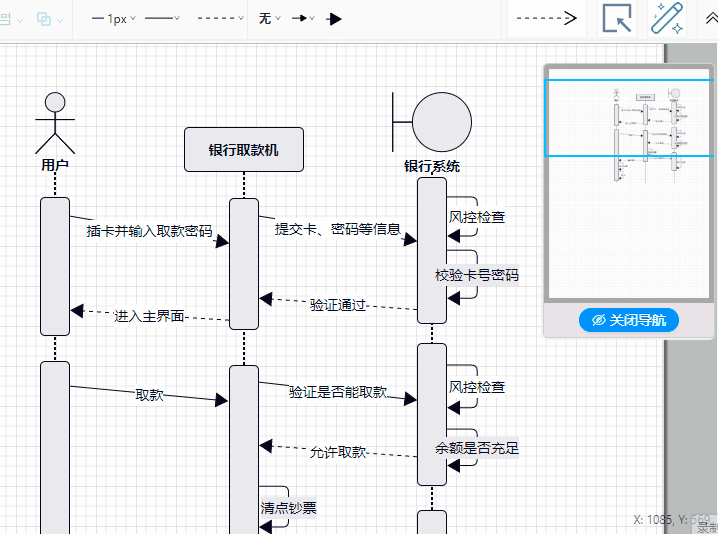 1px
无
用户
银行取款机
银行系统
插卡并输入取款密码
提交卡、密码等信息
风控检查
校验卡号密码
验证通过
进入主界面
关闭导航
取款
验证是否能取款
风控检查
允许取款
余额是否充足
清点钞票
X: 1085, Y: 569
录制